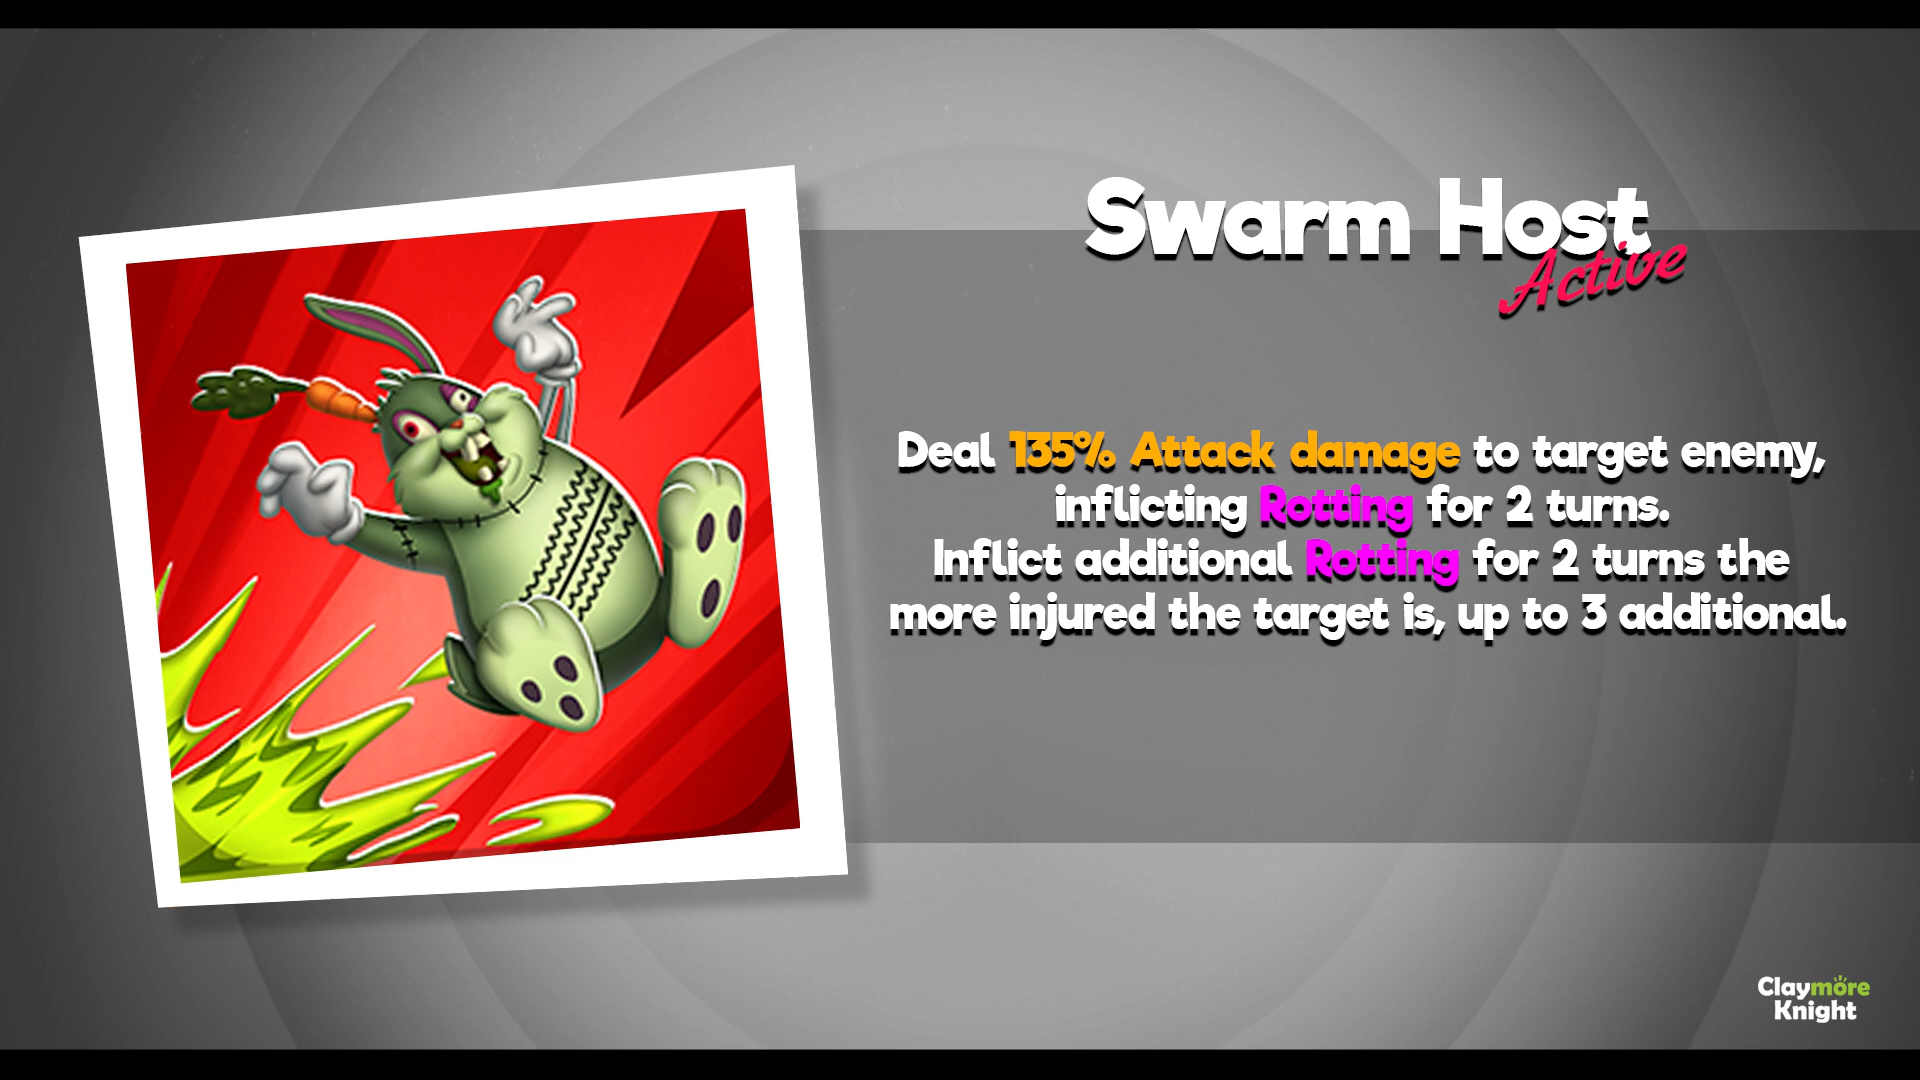 Swarm Host
Active
Deal 135% Attack damage to target enemy,
inflicting Rotting for 2 turns.
Inflict additional Rotting for 2 turns the
more injured the target is, up to 3 additional.
Claymore
Knight